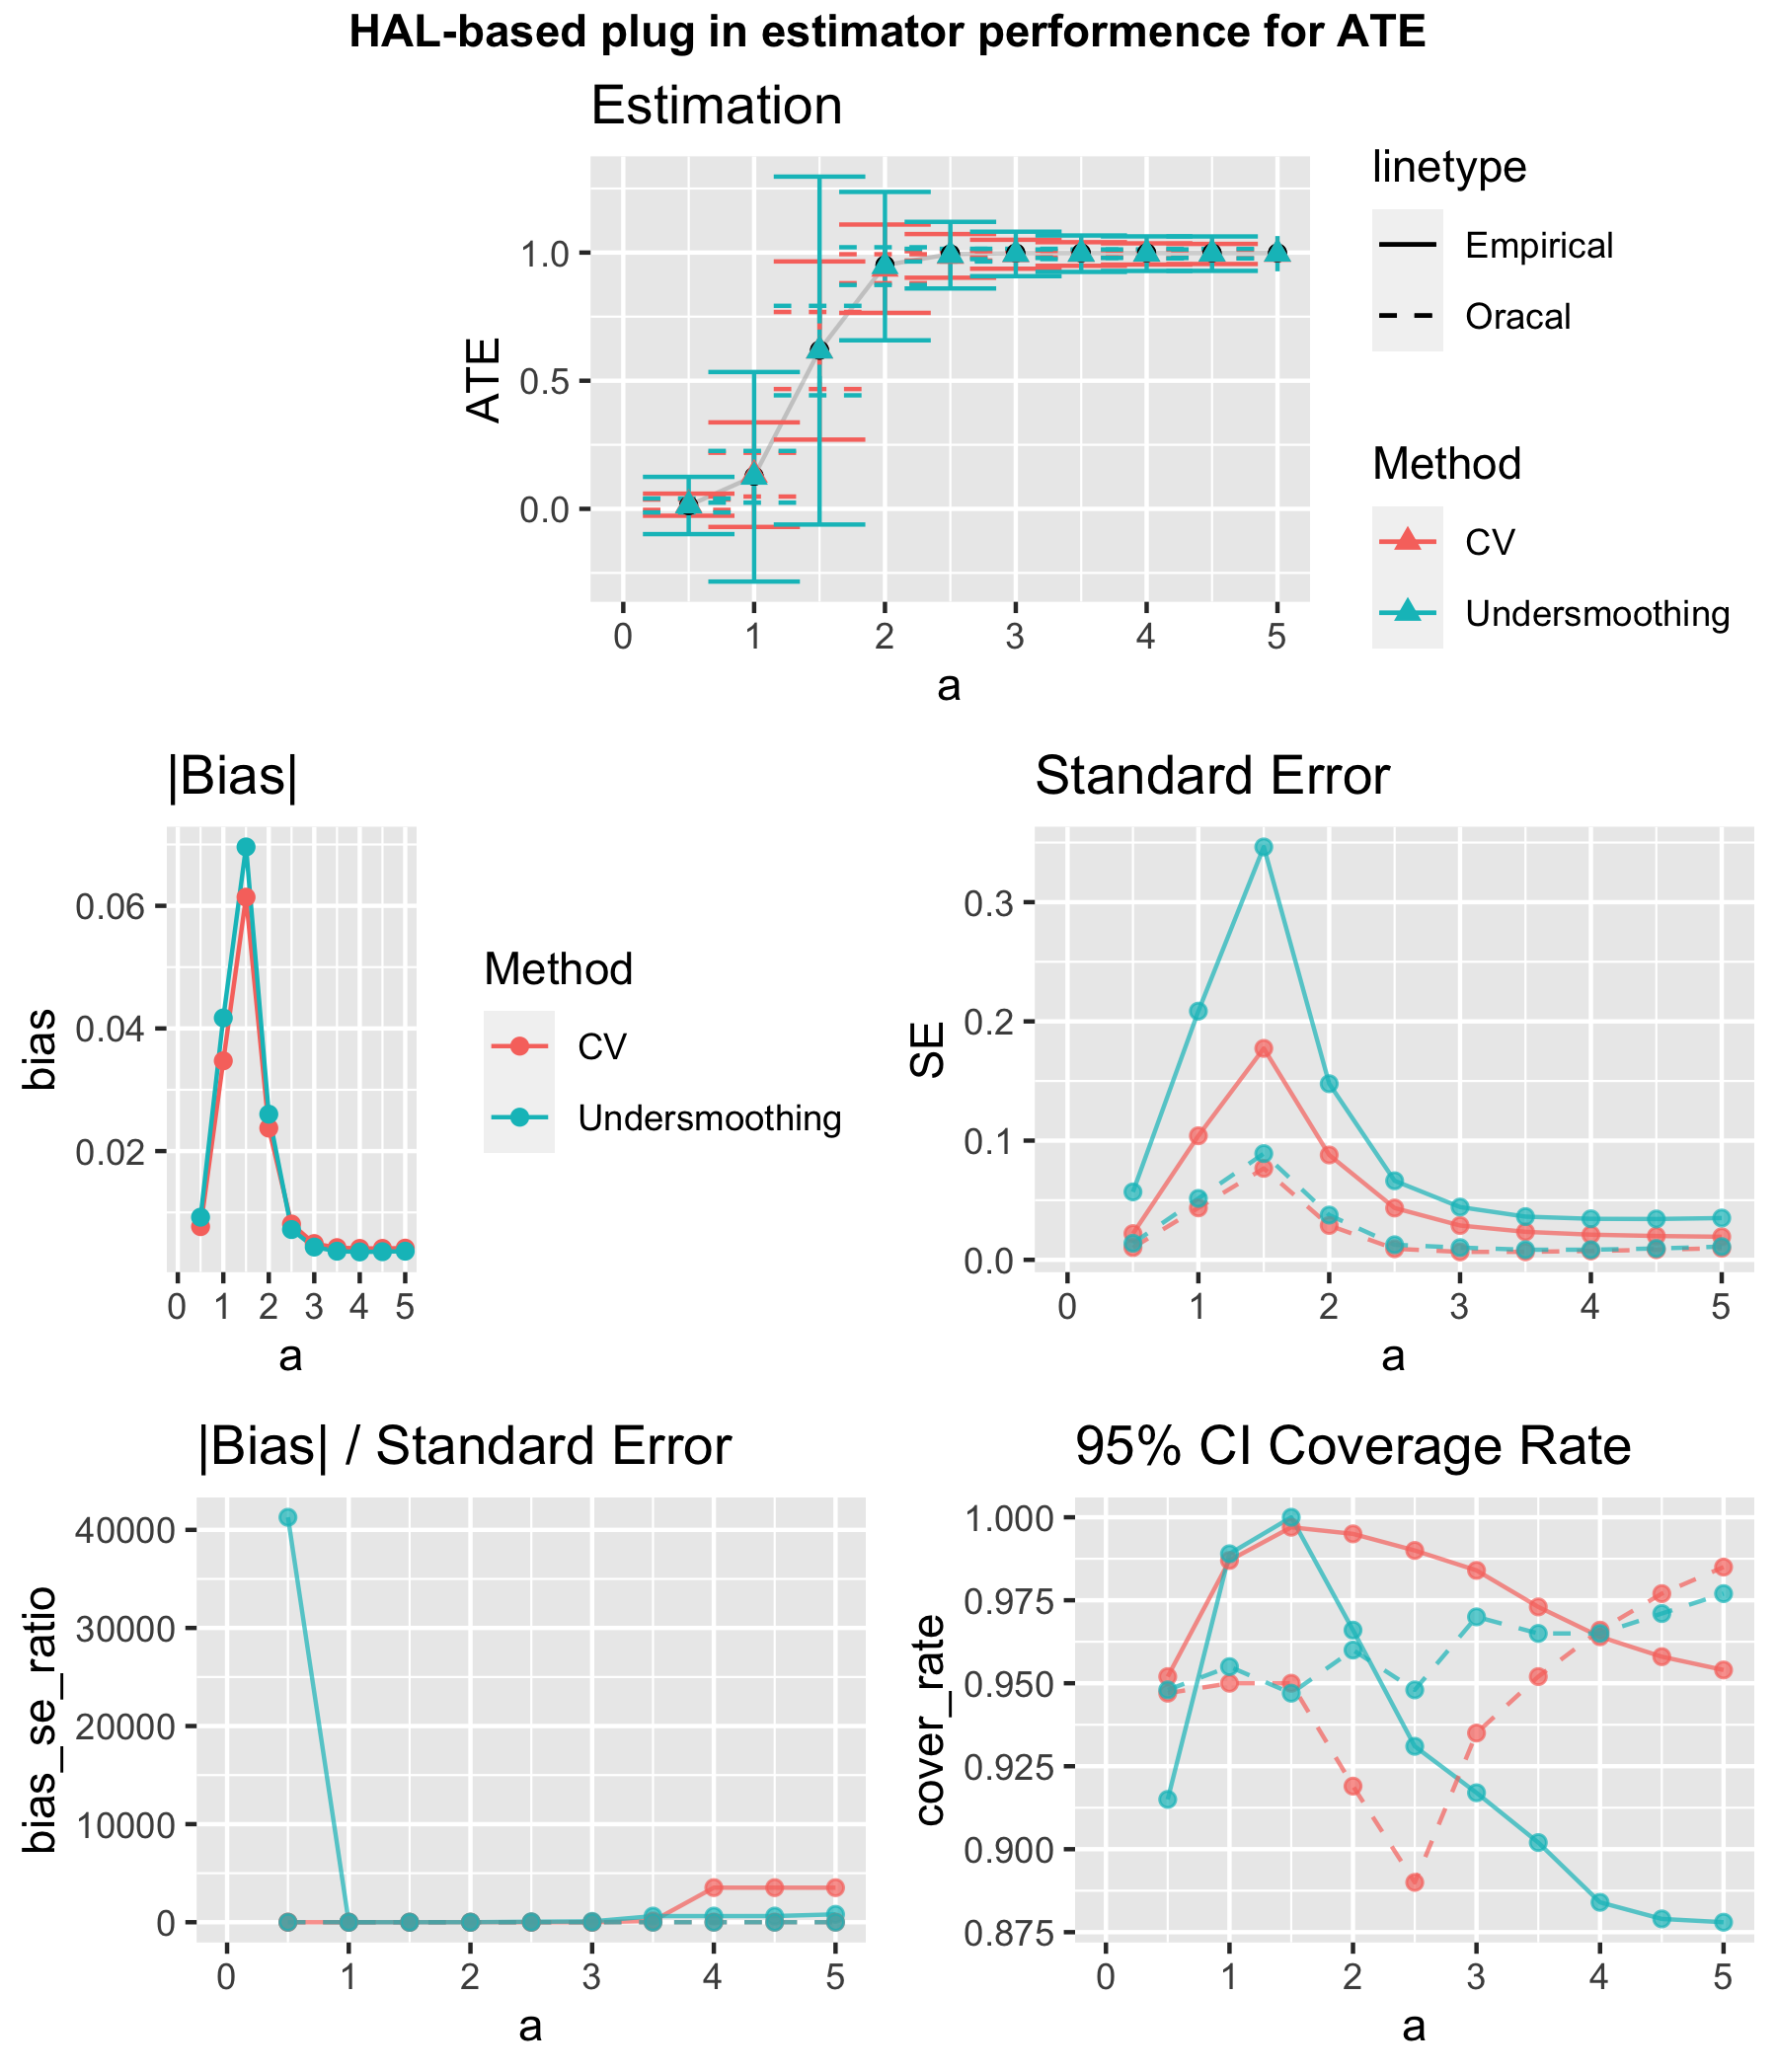 HAL-based plug in estimator performence for ATE
Estimation
ATE
1.0
0.5
0.0
0 1 2 3 4 5
a
linetype
Empirical
Oracal
Method
CV
Undersmoothing
|Bias|
bias
0.06
0.04
0.02
0 1 2 3 4 5
a
Method
CV
Undersmoothing
Standard Error
SE
0.3
0.2
0.1
0.0
0 1 2 3 4 5
a
|Bias| / Standard Error
bias_se_ratio
40000
30000
20000
10000
0
0 1 2 3 4 5
a
95% CI Coverage Rate
cover_rate
1.000
0.975
0.950
0.925
0.900
0.875
0 1 2 3 4 5
a